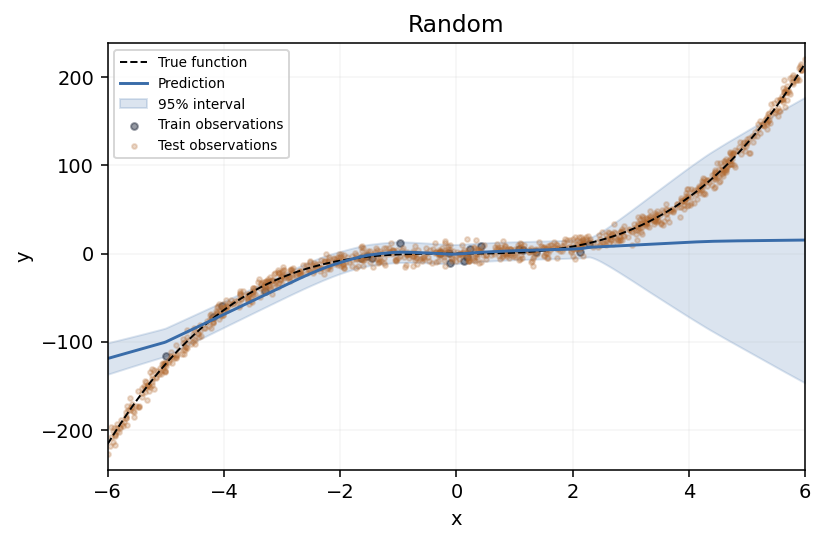 Random
True function
Prediction
95% interval
Train observations
Test observations
200
100
0
−100
−200
y
−6
−4
−2
0
2
4
6
x